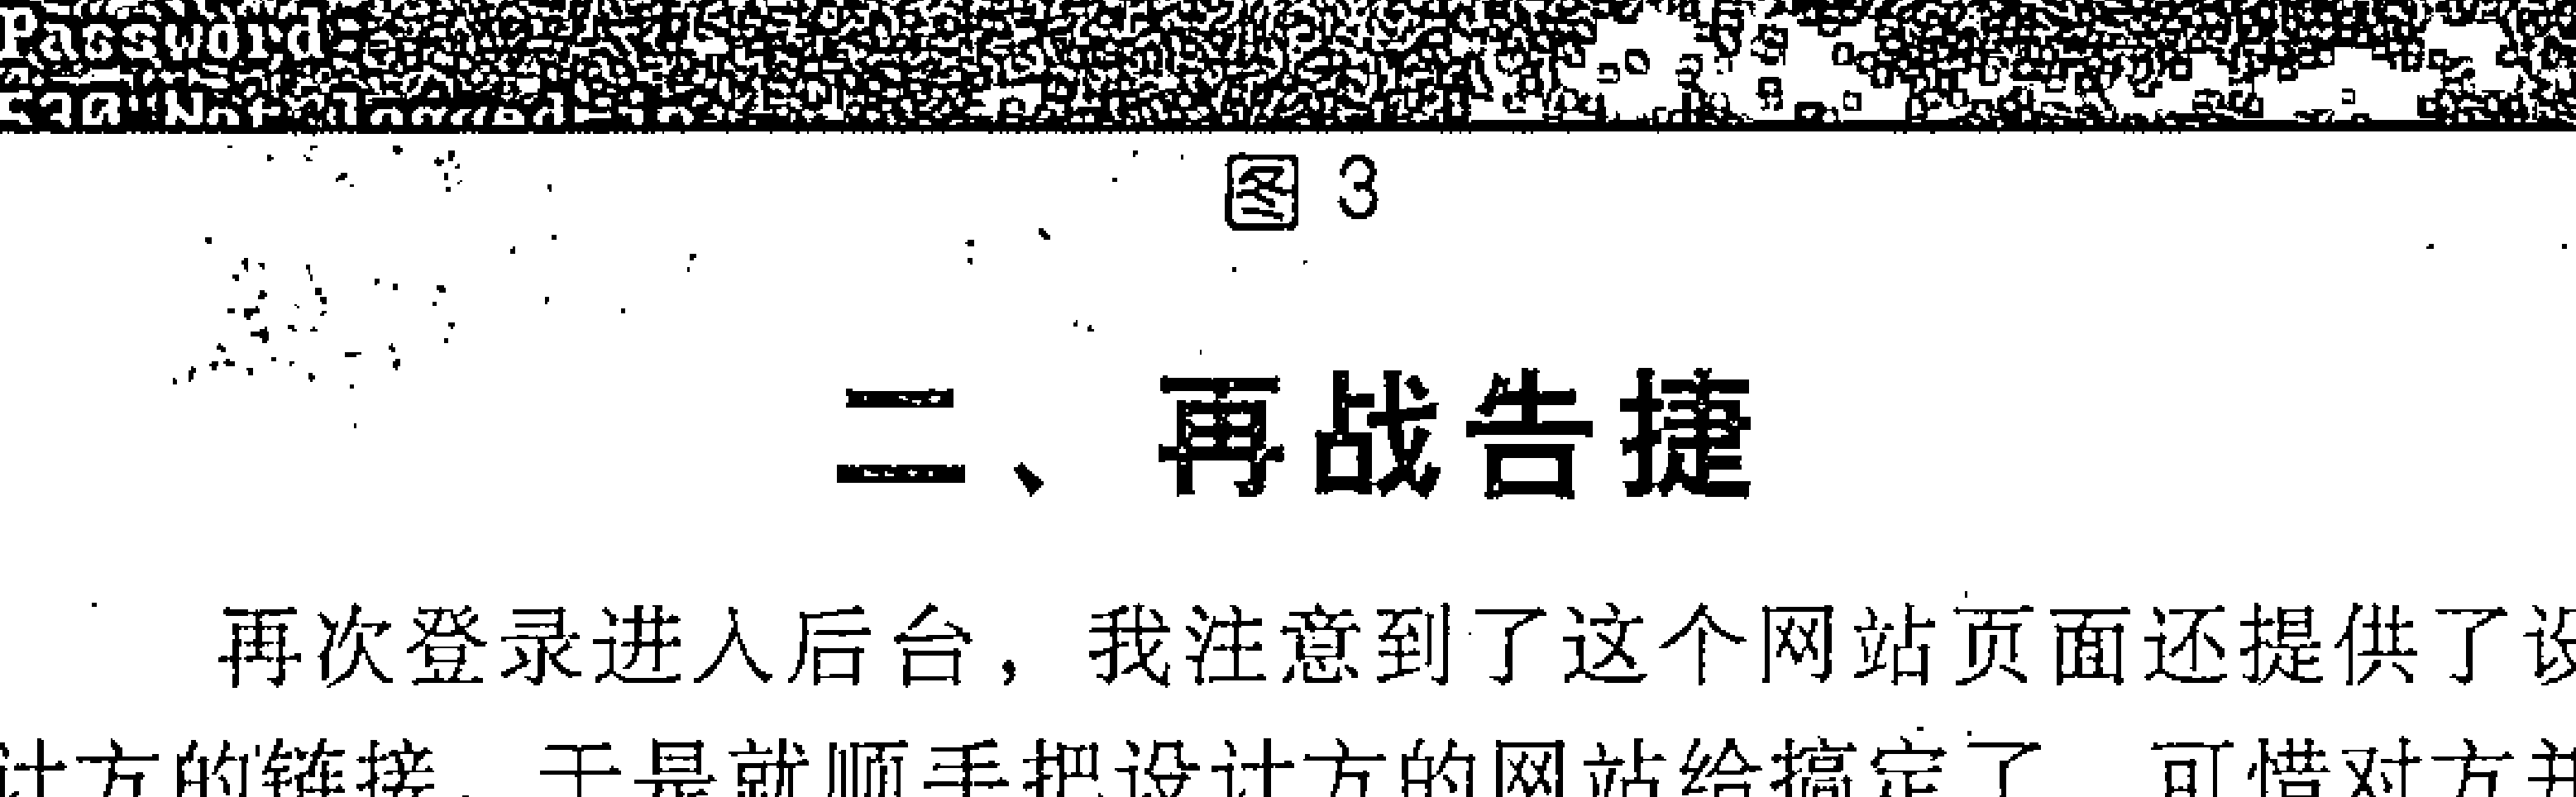 Password:
530 Not logged in
图 3
二、再战告捷
再次登录进入后台，我注意到了这个网站页面还提供了设
计方的链接，于是就顺手把设计方的网站给搞定了，可惜对方并